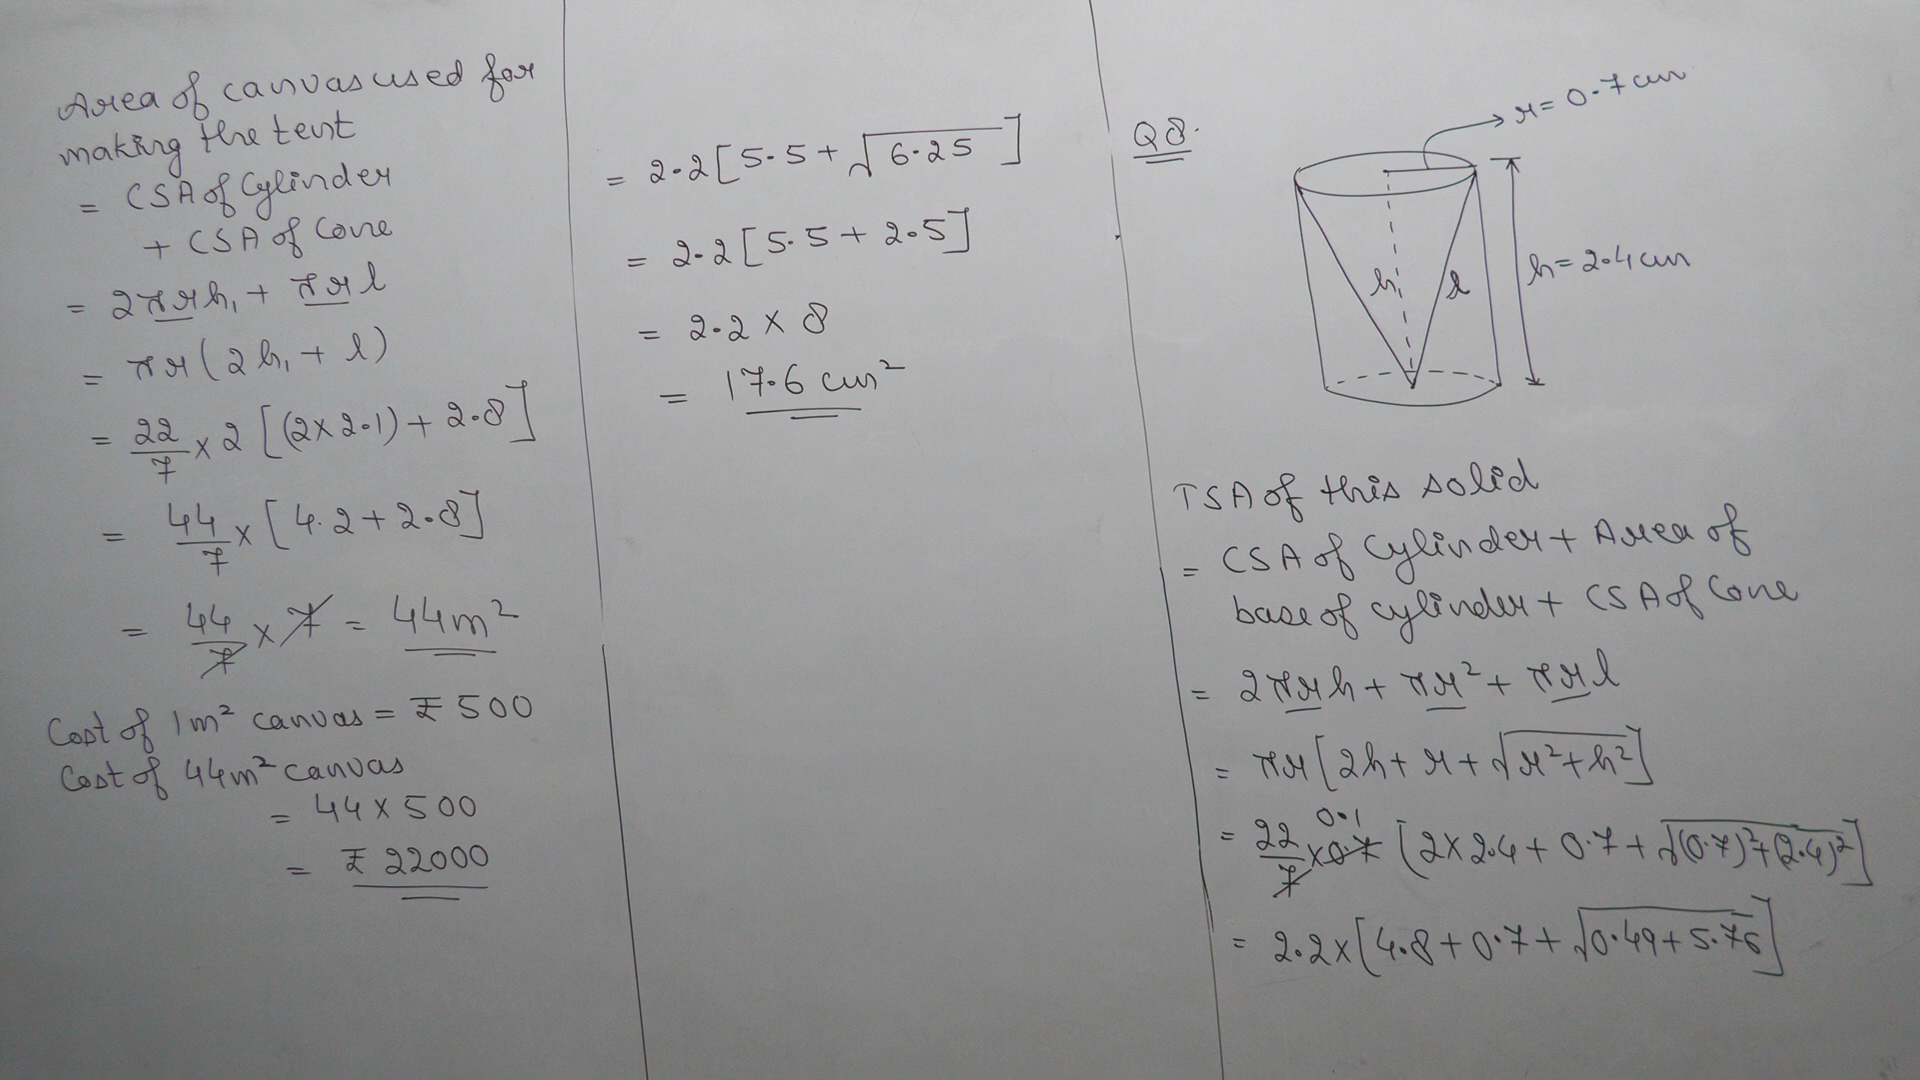 Area of canvas used for
making the tent
= CSA of Cylinder
+ CSA of Cone
= 2πrh₁ + πrl
= πr(2h₁ + l)
= 22/7 × 2 [(2×2.1) + 2.8]
= 44/7 × [4.2 + 2.8]
= 44/7 × 7 = 44m²
Cost of 1m² canvas = ₹ 500
Cost of 44m² canvas
= 44 × 500
= ₹ 22000
= 2.2[5.5 + √6.25]
= 2.2[5.5 + 2.5]
= 2.2 × 8
= 17.6 cm²
Q8.
r = 0.7 cm
h
l
h = 2.4 cm
TSA of this solid
= CSA of Cylinder + Area of
base of cylinder + CSA of Cone
= 2πrh + πr² + πrl
= πr[2h + r + √r² + h²]
0.1
= 22/7 × 0.7 [2×2.4 + 0.7 + √(0.7)²+(2.4)²]
= 2.2 × [4.8 + 0.7 + √0.49 + 5.76]